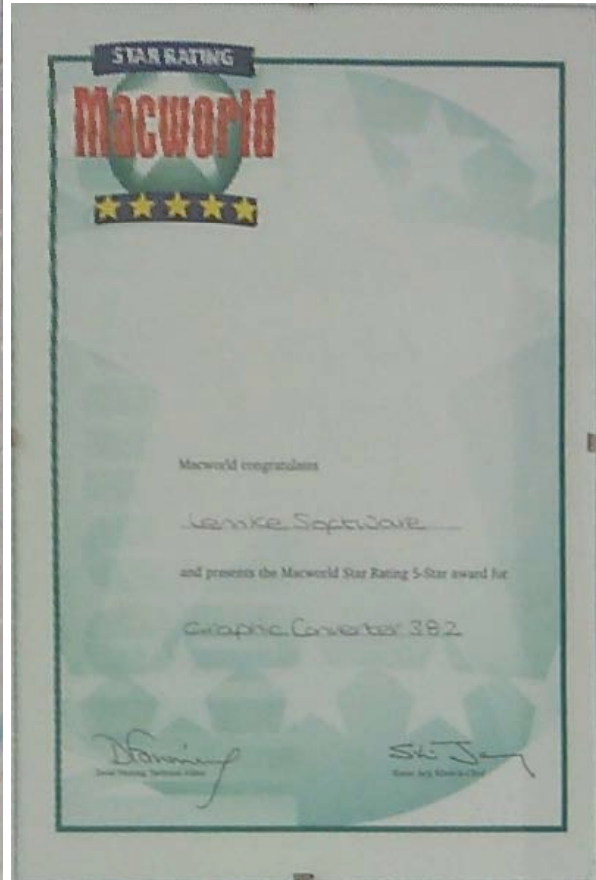 STAR RATING
Macworld
Macworld congratulates
Lemke Software
and presents the Macworld Star Rating 5-Star award for
Graphic Converter 3.8.2